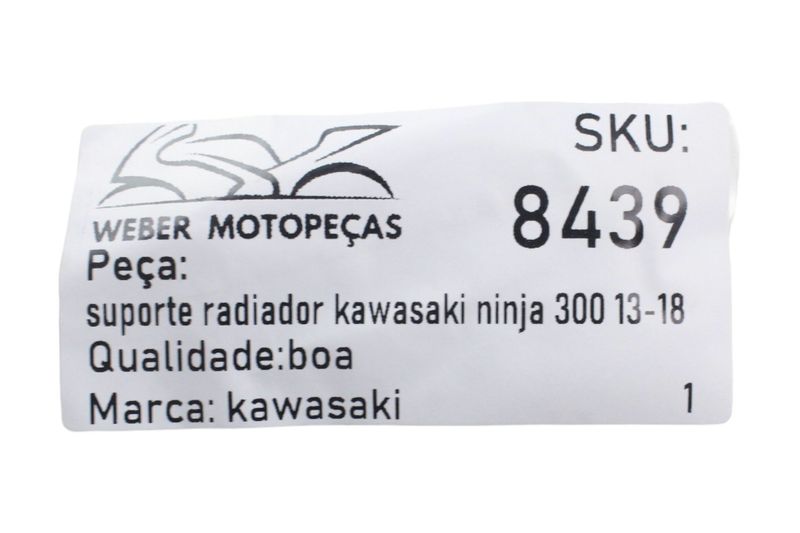 WEBER MOTOPEÇAS
SKU:
8439
Peça:
suporte radiador kawasaki ninja 300 13-18
Qualidade:boa
Marca: kawasaki
1